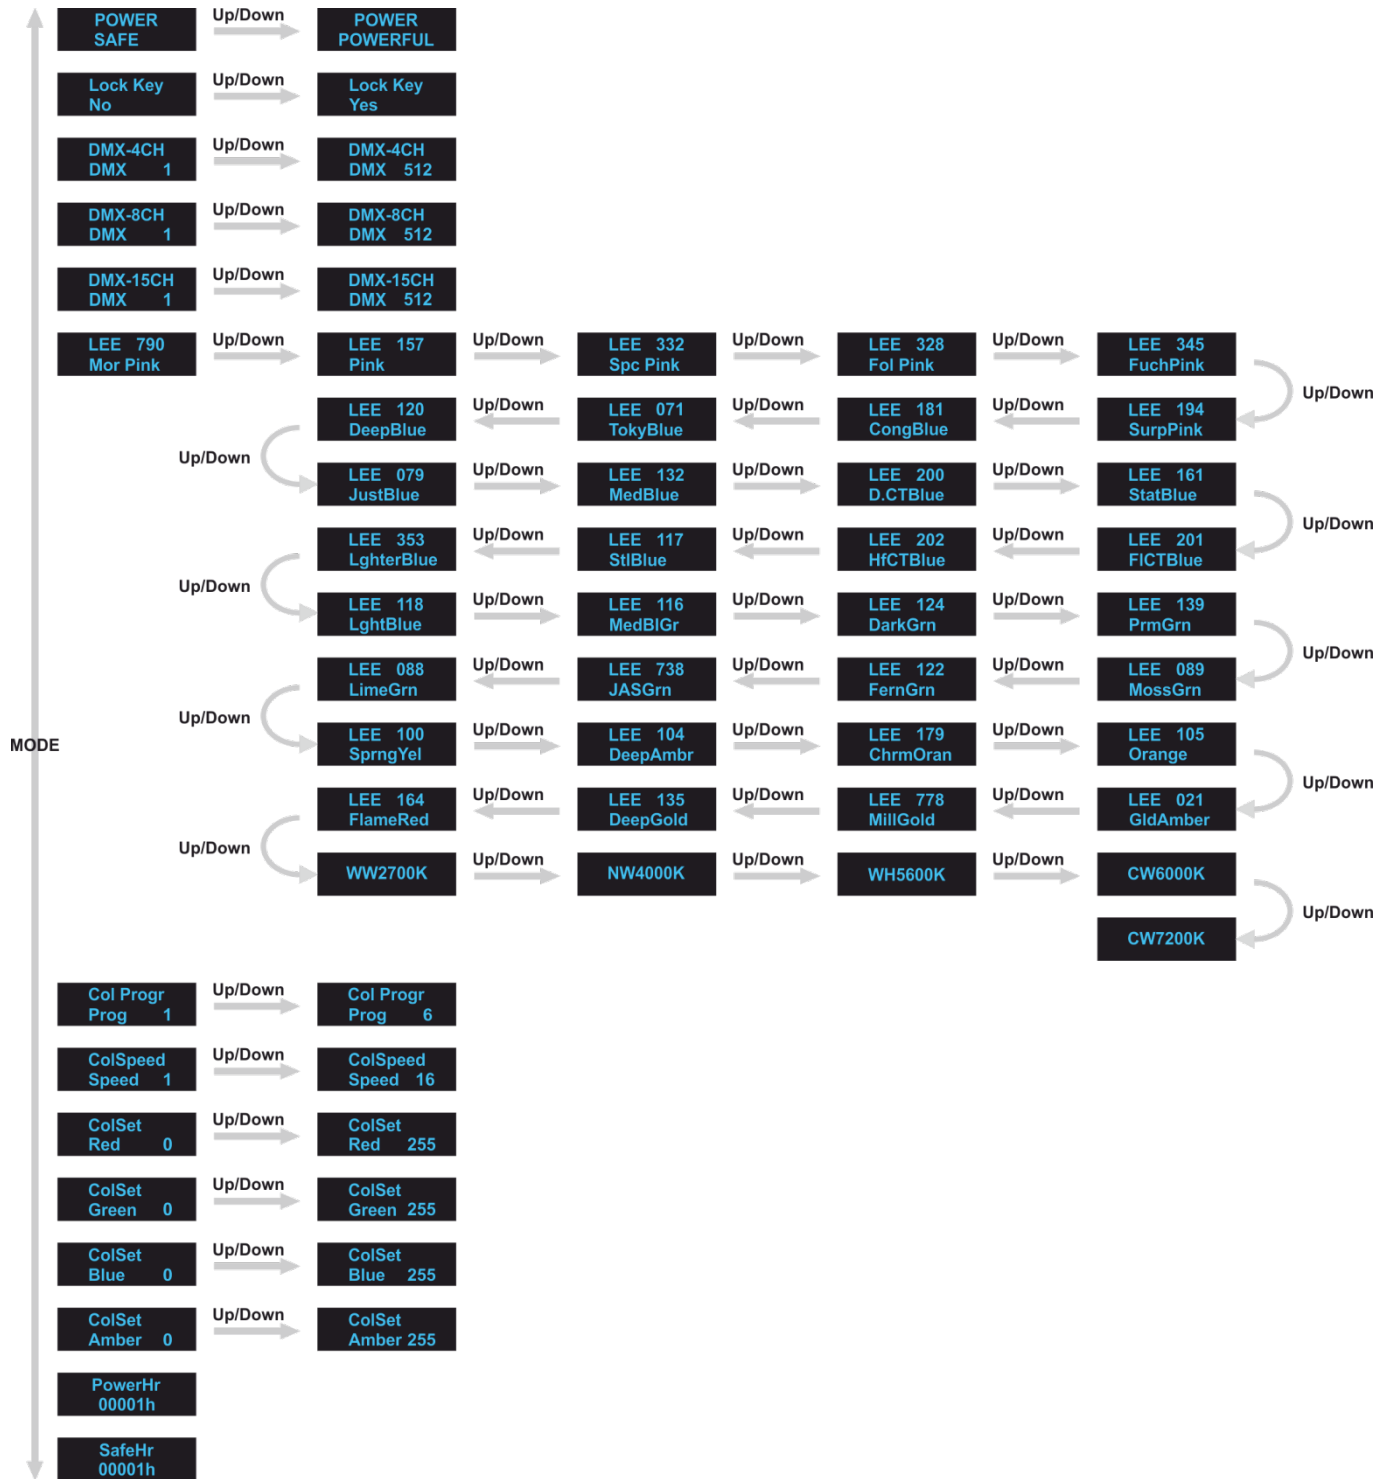 POWER
SAFE
Up/Down
POWER
POWERFUL
Lock Key
No
Up/Down
Lock Key
Yes
DMX-4CH
DMX 1
Up/Down
DMX-4CH
DMX 512
DMX-8CH
DMX 1
Up/Down
DMX-8CH
DMX 512
DMX-15CH
DMX 1
Up/Down
DMX-15CH
DMX 512
LEE 790
Mor Pink
Up/Down
LEE 157
Pink
Up/Down
LEE 332
Spc Pink
Up/Down
LEE 328
Fol Pink
Up/Down
LEE 345
FuchPink
Up/Down
LEE 120
DeepBlue
Up/Down
LEE 071
TokyBlue
Up/Down
LEE 181
CongBlue
Up/Down
LEE 194
SurpPink
Up/Down
LEE 079
JustBlue
Up/Down
LEE 132
MedBlue
Up/Down
LEE 200
D.CTBlue
Up/Down
LEE 161
StatBlue
Up/Down
LEE 353
LghterBlue
Up/Down
LEE 117
StlBlue
Up/Down
LEE 202
HfCTBlue
Up/Down
LEE 201
FlCTBlue
Up/Down
LEE 118
LghtBlue
Up/Down
LEE 116
MedBlGr
Up/Down
LEE 124
DarkGrn
Up/Down
LEE 139
PrmGrn
Up/Down
LEE 088
LimeGrn
Up/Down
LEE 738
JASGrn
Up/Down
LEE 122
FernGrn
Up/Down
LEE 089
MossGrn
Up/Down
MODE
LEE 100
SprngYel
Up/Down
LEE 104
DeepAmbr
Up/Down
LEE 179
ChrmOran
Up/Down
LEE 105
Orange
Up/Down
LEE 164
FlameRed
Up/Down
LEE 135
DeepGold
Up/Down
LEE 778
MillGold
Up/Down
LEE 021
GldAmber
Up/Down
WW2700K
Up/Down
NW4000K
Up/Down
WH5600K
Up/Down
CW6000K
Up/Down
CW7200K
Col Progr
Prog 1
Up/Down
Col Progr
Prog 6
ColSpeed
Speed 1
Up/Down
ColSpeed
Speed 16
ColSet
Red 0
Up/Down
ColSet
Red 255
ColSet
Green 0
Up/Down
ColSet
Green 255
ColSet
Blue 0
Up/Down
ColSet
Blue 255
ColSet
Amber 0
Up/Down
ColSet
Amber 255
PowerHr
00001h
SafeHr
00001h